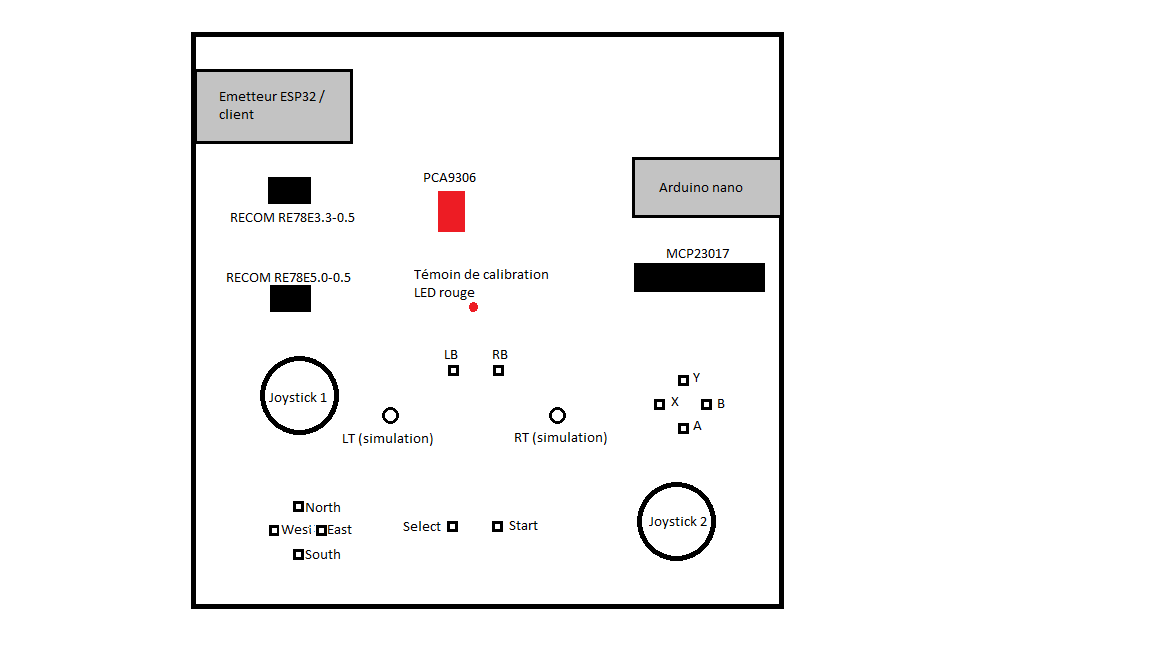 Emetteur ESP32 /
client
PCA9306
Arduino nano
RECOM RE78E3.3-0.5
MCP23017
RECOM RE78E5.0-0.5
Témoin de calibration
LED rouge
LB
RB
Y
X
B
A
Joystick 1
LT (simulation)
RT (simulation)
North
West
East
South
Select
Start
Joystick 2